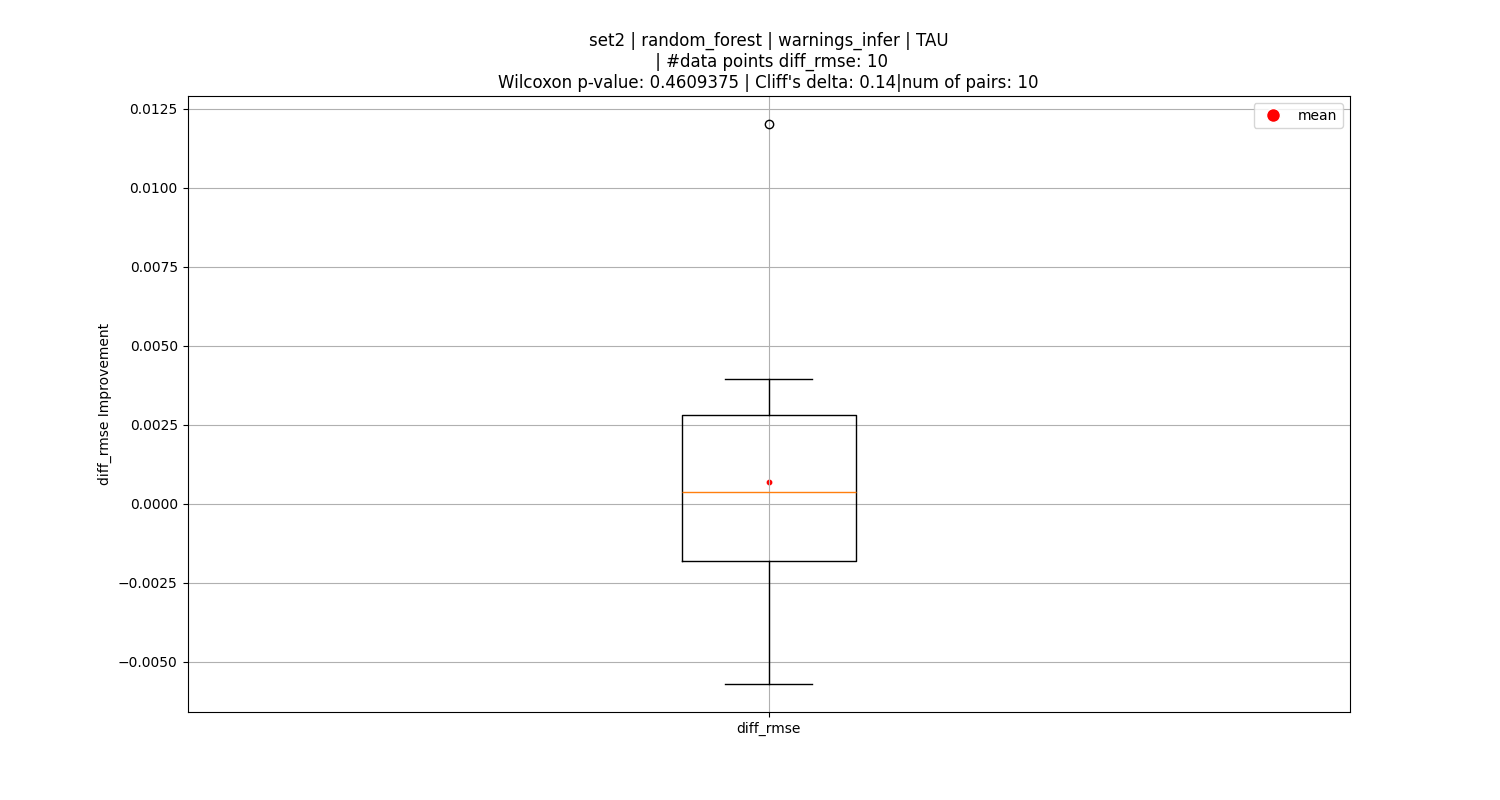 set2 | random_forest | warnings_infer | TAU
| #data points diff_rmse: 10
Wilcoxon p-value: 0.4609375 | Cliff's delta: 0.14|num of pairs: 10
mean
0.0125
0.0100
0.0075
0.0050
0.0025
0.0000
−0.0025
−0.0050
diff_rmse Improvement
diff_rmse